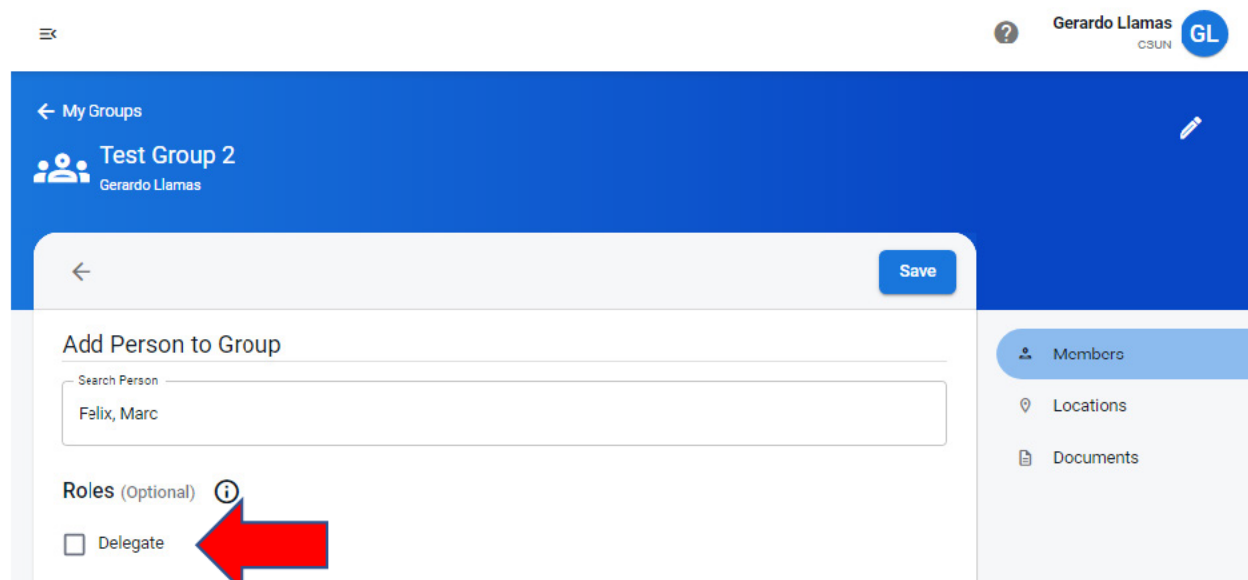 Gerardo Llamas
CSUN
GL
My Groups
Test Group 2
Gerardo Llamas
Save
Add Person to Group
Search Person
Felix, Marc
Roles (Optional)
Delegate
Members
Locations
Documents